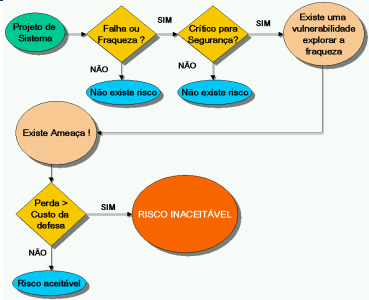 Projeto de
Sistema
Falha ou
Fraqueza ?
SIM
Crítico para
Segurança?
SIM
Existe uma
vulnerabilidade
explorar a
fraqueza
NÃO
NÃO
Não existe risco
Não existe risco
Existe Ameaça !
Perda >
Custo da
defesa
SIM
RISCO INACEITÁVEL
NÃO
Risco aceitável